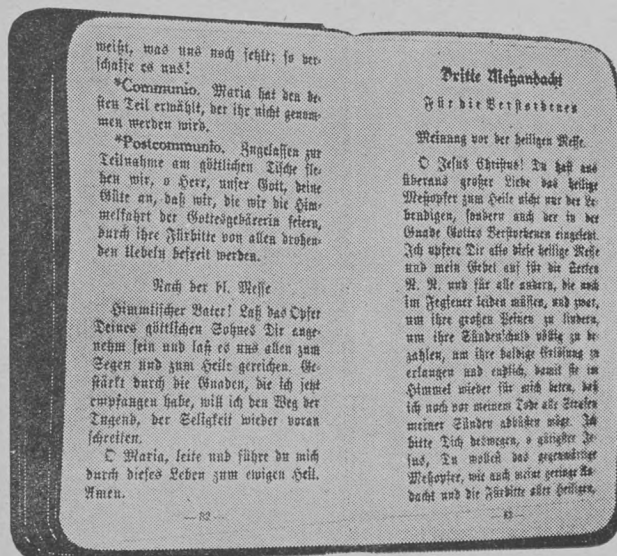 weißt, was uns noch fehlt; so ver-
schaffe es uns!
*Communio. Maria hat den be-
sten Teil erwählt, der ihr nicht genom-
men werden wird.
*Postcommunio. Zugelassen zur
Teilnahme am göttlichen Tische fle-
hen wir, o Herr, unser Gott, deine
Güte an, daß wir, die wir die Him-
melfahrt der Gottesgebärerin feiern,
durch ihre Fürbitte von allen drohen-
den Uebeln befreit werden.
Nach der hl. Messe
Himmlischer Vater! Laß das Opfer
Deines göttlichen Sohnes Dir ange-
nehm sein und laß es uns allen zum
Segen und zum Heile gereichen. Ge-
stärkt durch die Gnaden, die ich jetzt
empfangen habe, will ich den Weg der
Tugend, der Seligkeit wieder voran
schreiten.
O Maria, leite und führe du mich
durch dieses Leben zum ewigen Heil.
Amen.
— 82 —
Dritte Meßandacht
Für die Verstorbenen
Meinung vor der heiligen Messe.
O Jesus Christus! Du hast aus
überaus großer Liebe das heilige
Meßopfer zum Heile nicht nur der Le-
bendigen, sondern auch der in der
Gnade Gottes Verstorbenen eingesetzt.
Ich opfere Dir also diese heilige Messe
und mein Gebet auf für die Seelen
N. N. und für alle andern, die noch
im Fegfeuer leiden müssen, und zwar,
um ihre großen Peinen zu lindern,
um ihre Sündenschuld völlig zu be-
zahlen, um ihre baldige Erlösung zu
erlangen und endlich, damit sie im
Himmel wieder für mich beten, daß
ich noch vor meinem Tode alle Strafen
meiner Sünden abbüßen möge. Ich
bitte Dich deswegen, o gütigster Je-
sus, Du wollest das gegenwärtige
Meßopfer, wie auch meine geringe An-
dacht und die Fürbitte aller Heiligen,
— 83 —